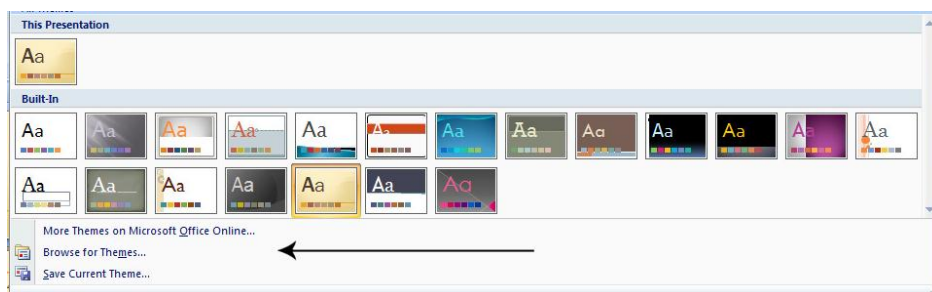 This Presentation
Aa
Built-In
Aa Aa Aa Aa Aa Aa Aa Aa Aa Aa Aa Aa Aa
Aa Aa Aa Aa Aa Aa Aa
More Themes on Microsoft Office Online...
Browse for Themes...
Save Current Theme...